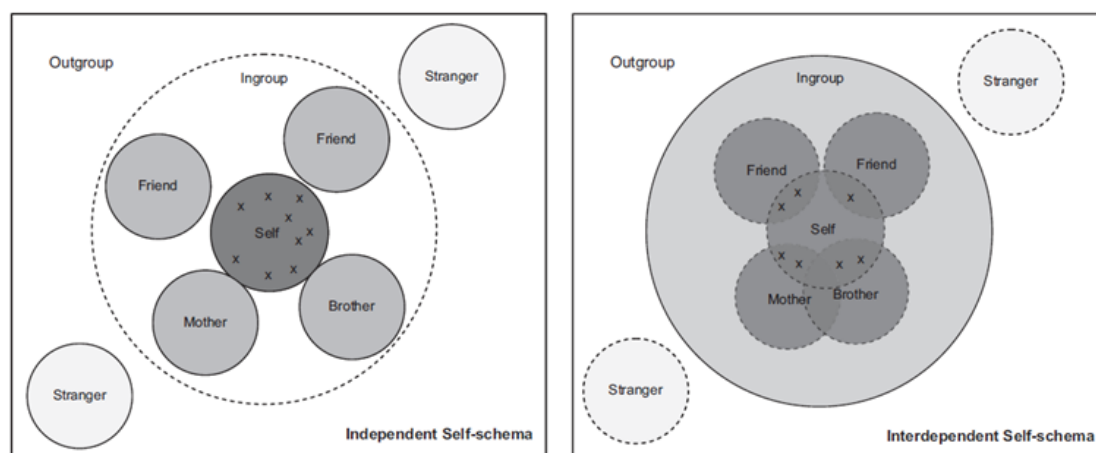 Outgroup
Ingroup
Stranger
Friend
Friend
x x x
x
x
x
x
Self
x
x x
Mother
Brother
Stranger
Independent Self-schema
Outgroup
Ingroup
Stranger
Friend
Friend
x
x
x
Self
x
x
x
x
Mother
Brother
Stranger
Interdependent Self-schema